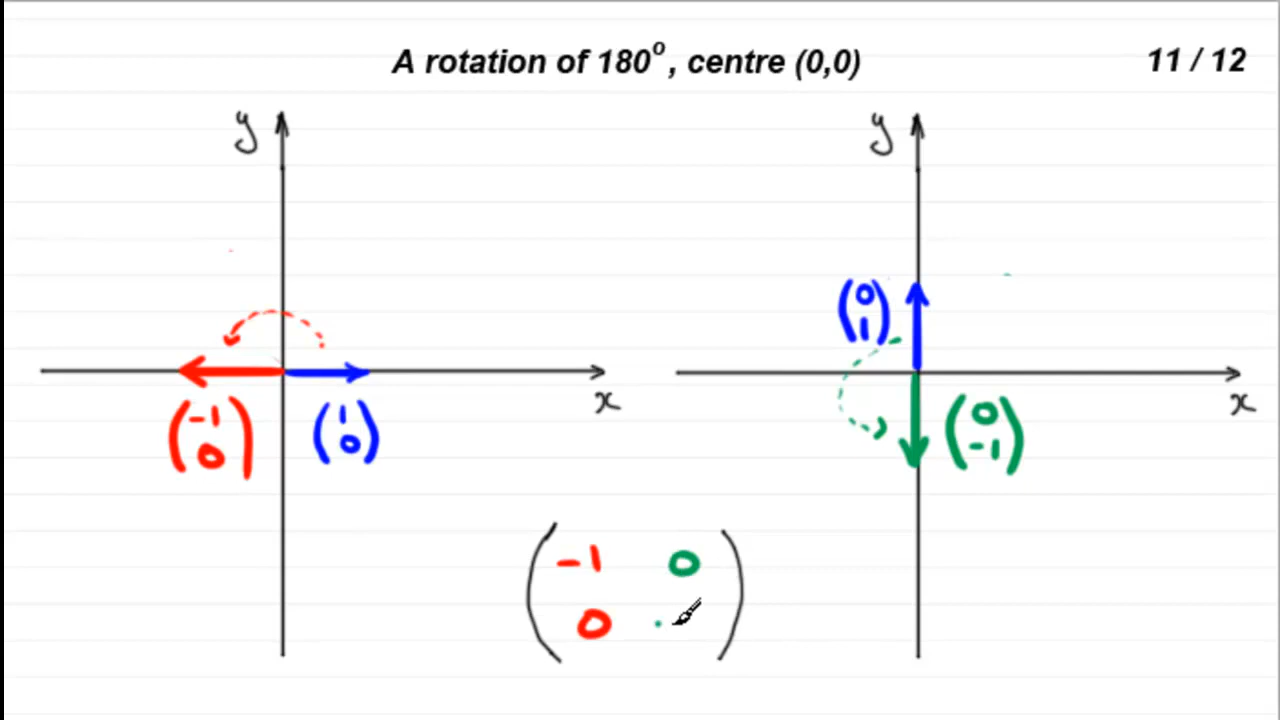 A rotation of 180°, centre (0,0)
11 / 12
y
y
(0
1)
x
x
(-1
0)
(1
0)
(0
-1)
(-1 0
0 .)